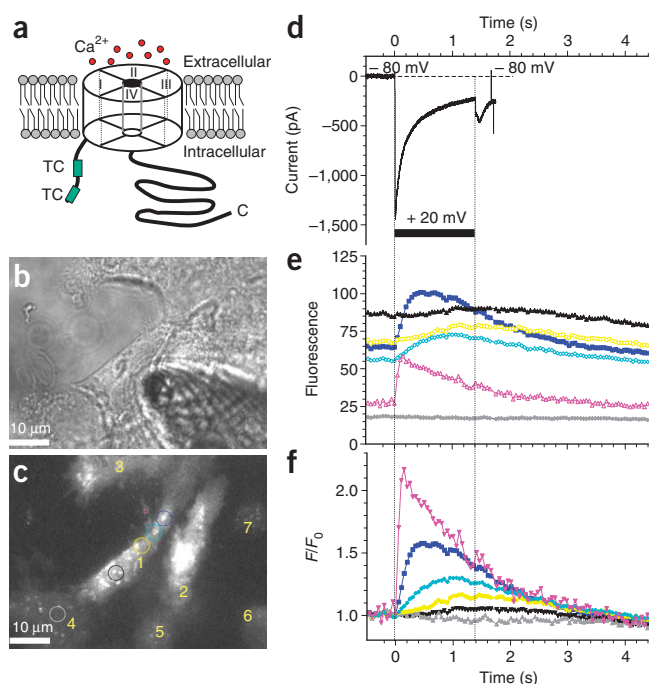 a
Ca2+
Extracellular
I
II
III
IV
Intracellular
TC
TC
C
b
10 μm
c
3
1
2
7
4
5
6
10 μm
d
Time (s)
0 1 2 3 4
−80 mV
−80 mV
0
−500
−1,000
−1,500
Current (pA)
+ 20 mV
e
125
100
75
50
25
0
Fluorescence
f
2.0
1.5
1.0
F/F0
0 1 2 3 4
Time (s)